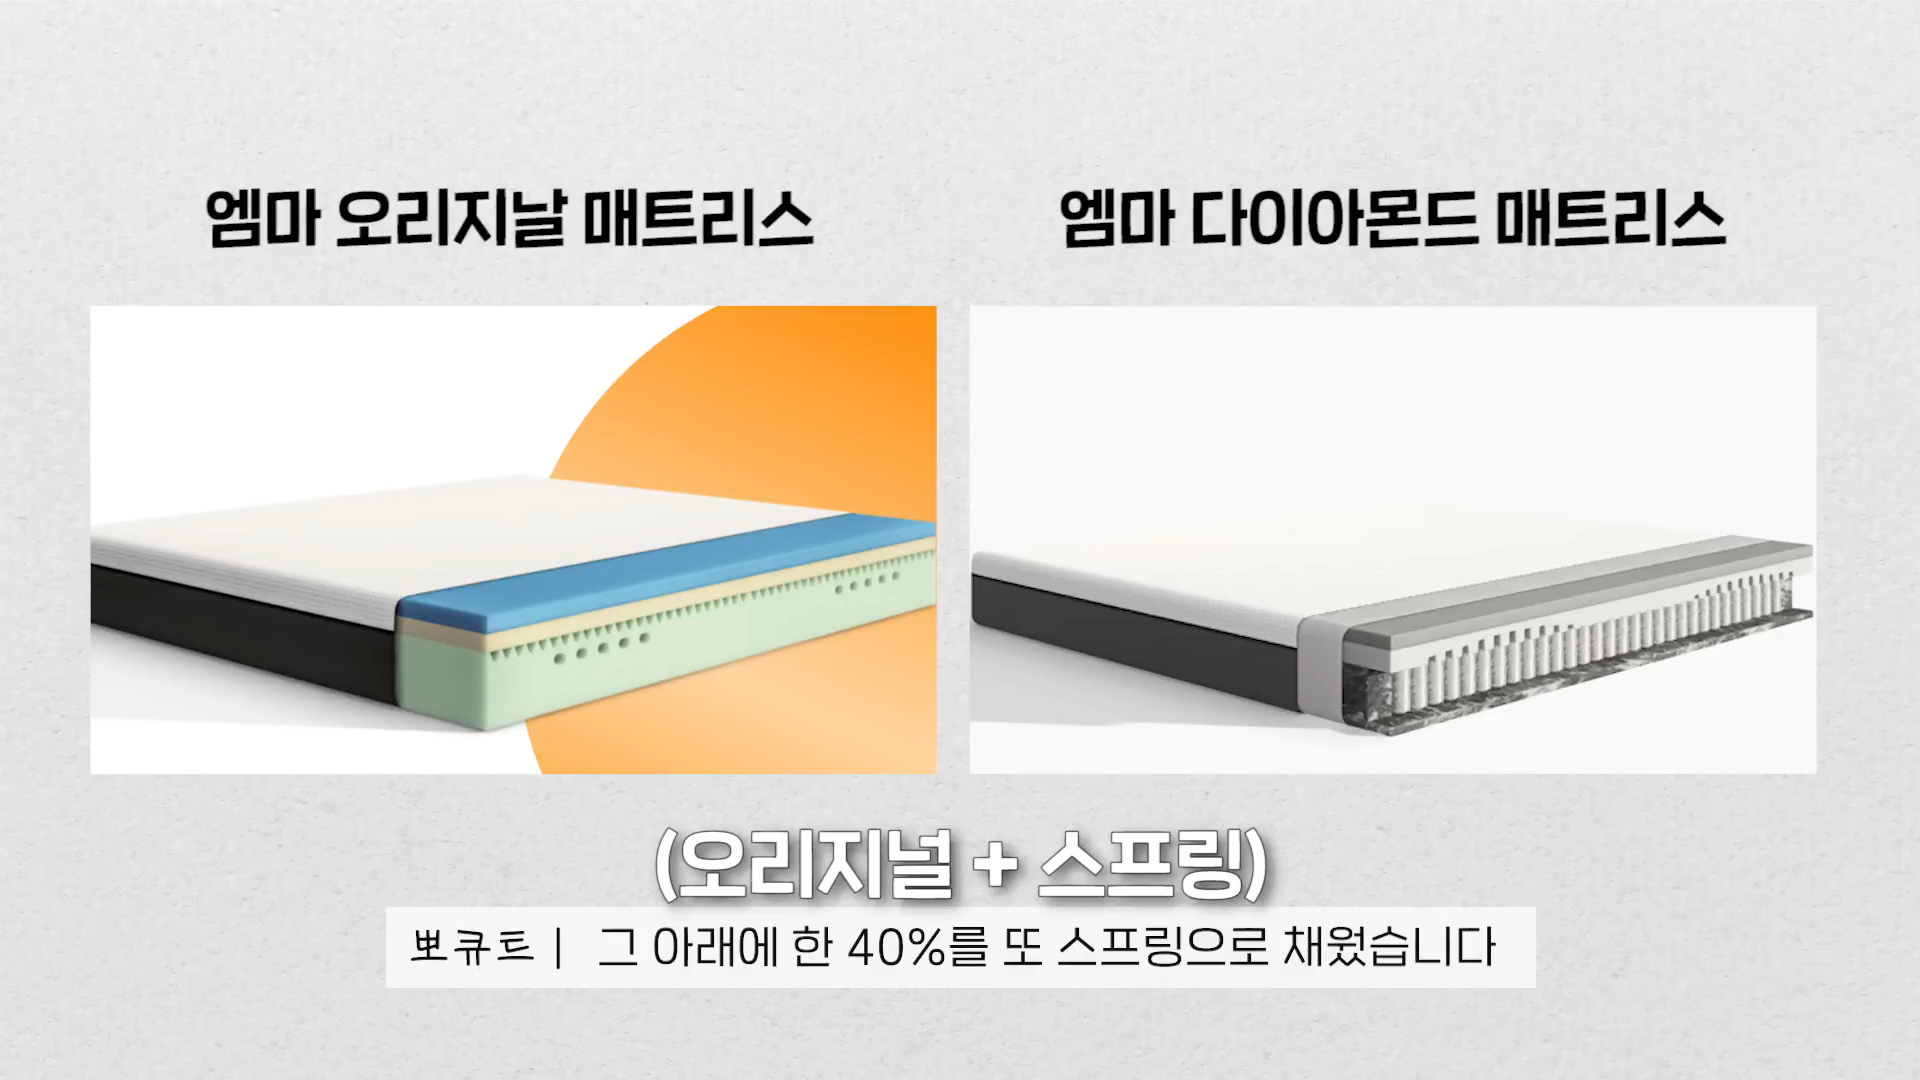 엠마 오리지날 매트리스
엠마 다이아몬드 매트리스
(오리지널 + 스프링)
뽀큐트 | 그 아래에 한 40%를 또 스프링으로 채웠습니다